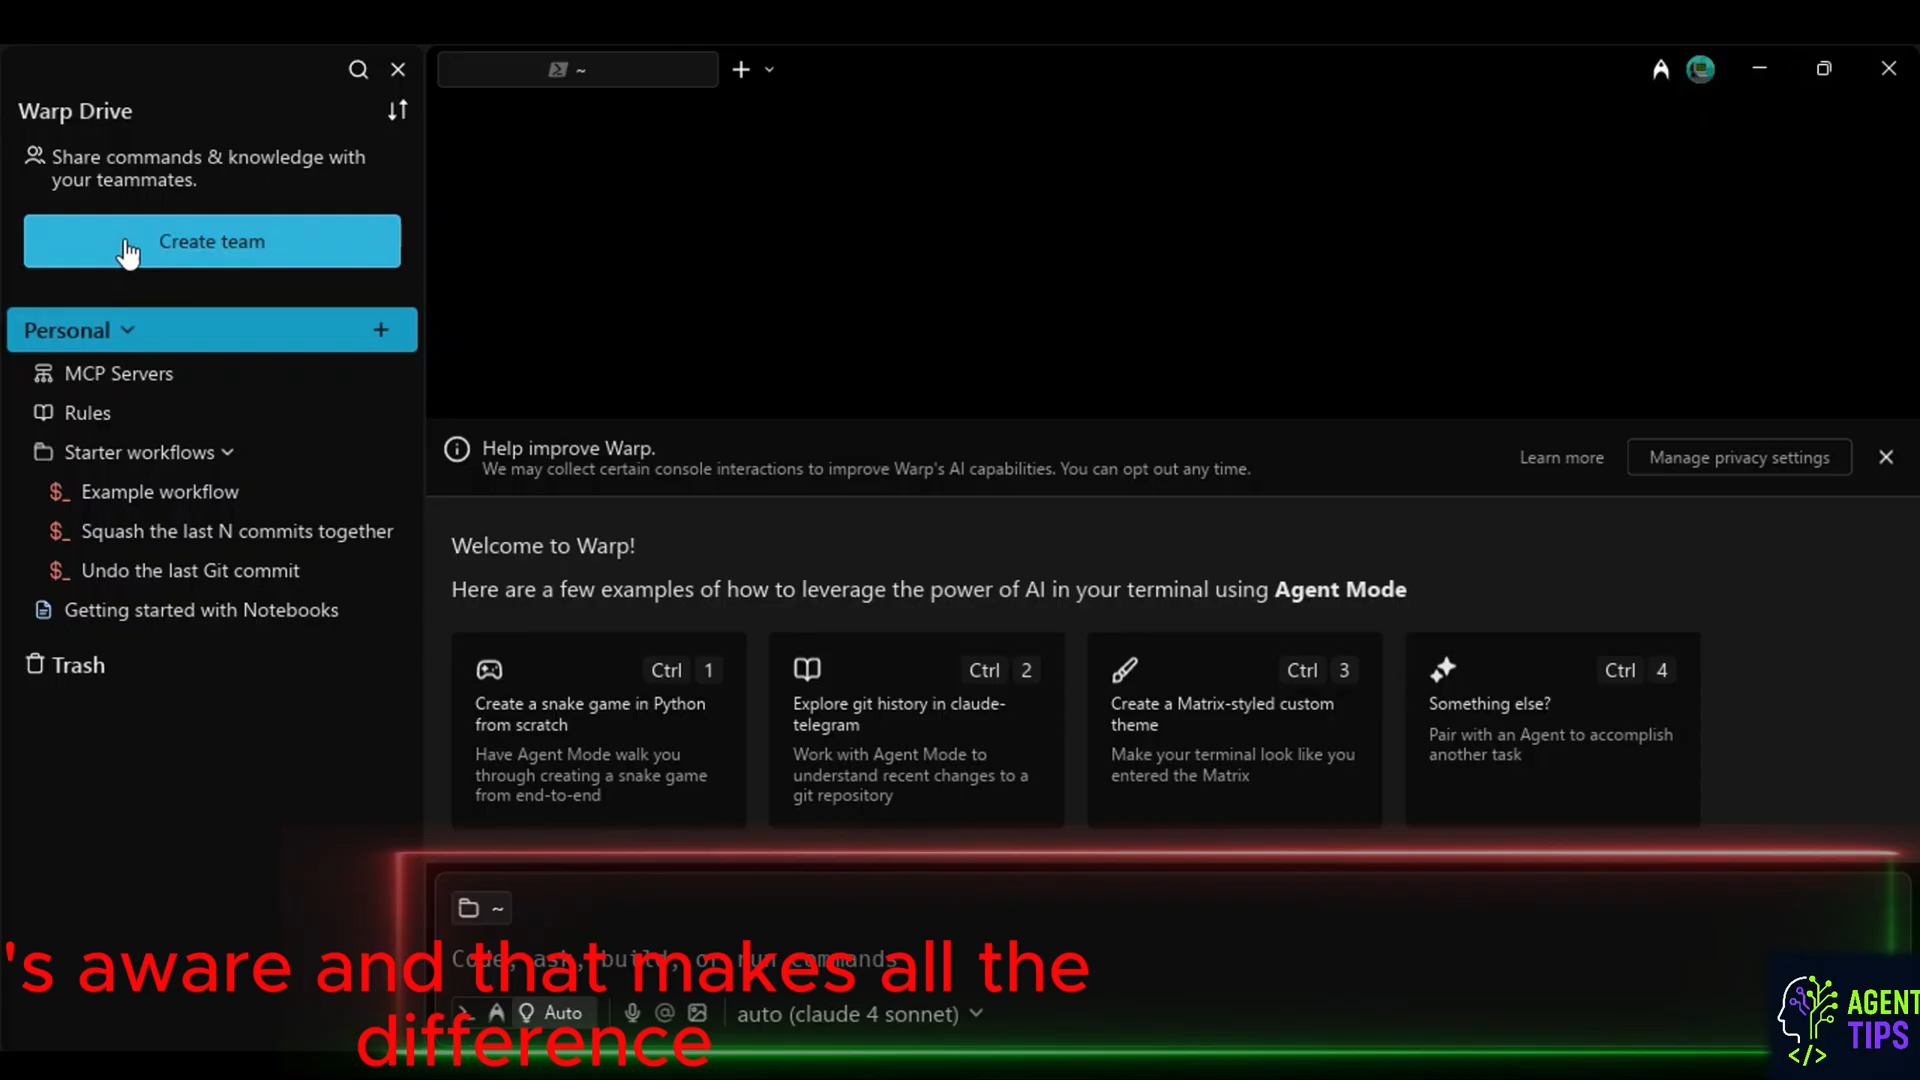 ~
Warp Drive
Share commands & knowledge with
your teammates.
Create team
Personal
MCP Servers
Rules
Starter workflows
$_ Example workflow
$_ Squash the last N commits together
$_ Undo the last Git commit
Getting started with Notebooks
Trash
Help improve Warp.
We may collect certain console interactions to improve Warp's AI capabilities. You can opt out any time.
Learn more
Manage privacy settings
Welcome to Warp!
Here are a few examples of how to leverage the power of AI in your terminal using Agent Mode
Ctrl 1
Create a snake game in Python
from scratch
Have Agent Mode walk you
through creating a snake game
from end-to-end
Ctrl 2
Explore git history in claude-
telegram
Work with Agent Mode to
understand recent changes to a
git repository
Ctrl 3
Create a Matrix-styled custom
theme
Make your terminal look like you
entered the Matrix
Ctrl 4
Something else?
Pair with an Agent to accomplish
another task
~
Code, ask, build, or run commands
's aware and that makes all the
difference
Auto
auto (claude 4 sonnet)
AGENT
TIPS